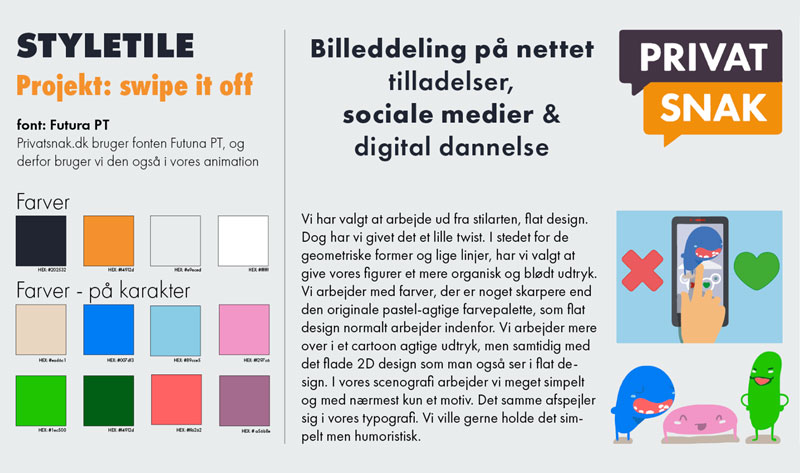 STYLETILE
Projekt: swipe it off
font: Futura PT
Privatsnak.dk bruger fonten Futuna PT, og
derfor bruger vi den også i vores animation
Farver
HEX: #202532
HEX: #f4912d
HEX: #e9eced
HEX: #ffffff
Farver - på karakter
HEX: #ead6c1
HEX: #007df3
HEX: #89cce5
HEX: #f297c6
HEX: #1ec500
HEX: #f4912d
HEX: #ff6262
HEX: #a56b8e
Billeddeling på nettet
tilladelser,
sociale medier &
digital dannelse
Vi har valgt at arbejde ud fra stilarten, flat design.
Dog har vi givet det et lille twist. I stedet for de
geometriske former og lige linjer, har vi valgt at
give vores figurer et mere organisk og blødt udtryk.
Vi arbejder med farver, der er noget skarpere end
den originale pastel-agtige farvepalette, som flat
design normalt arbejder indenfor. Vi arbejder mere
over i et cartoon agtige udtryk, men samtidig med
det flade 2D design som man også ser i flat de-
sign. I vores scenografi arbejder vi meget simpelt
og med nærmest kun et motiv. Det samme afspejler
sig i vores typografi. Vi ville gerne holde det sim-
pelt men humoristisk.
PRIVAT
SNAK